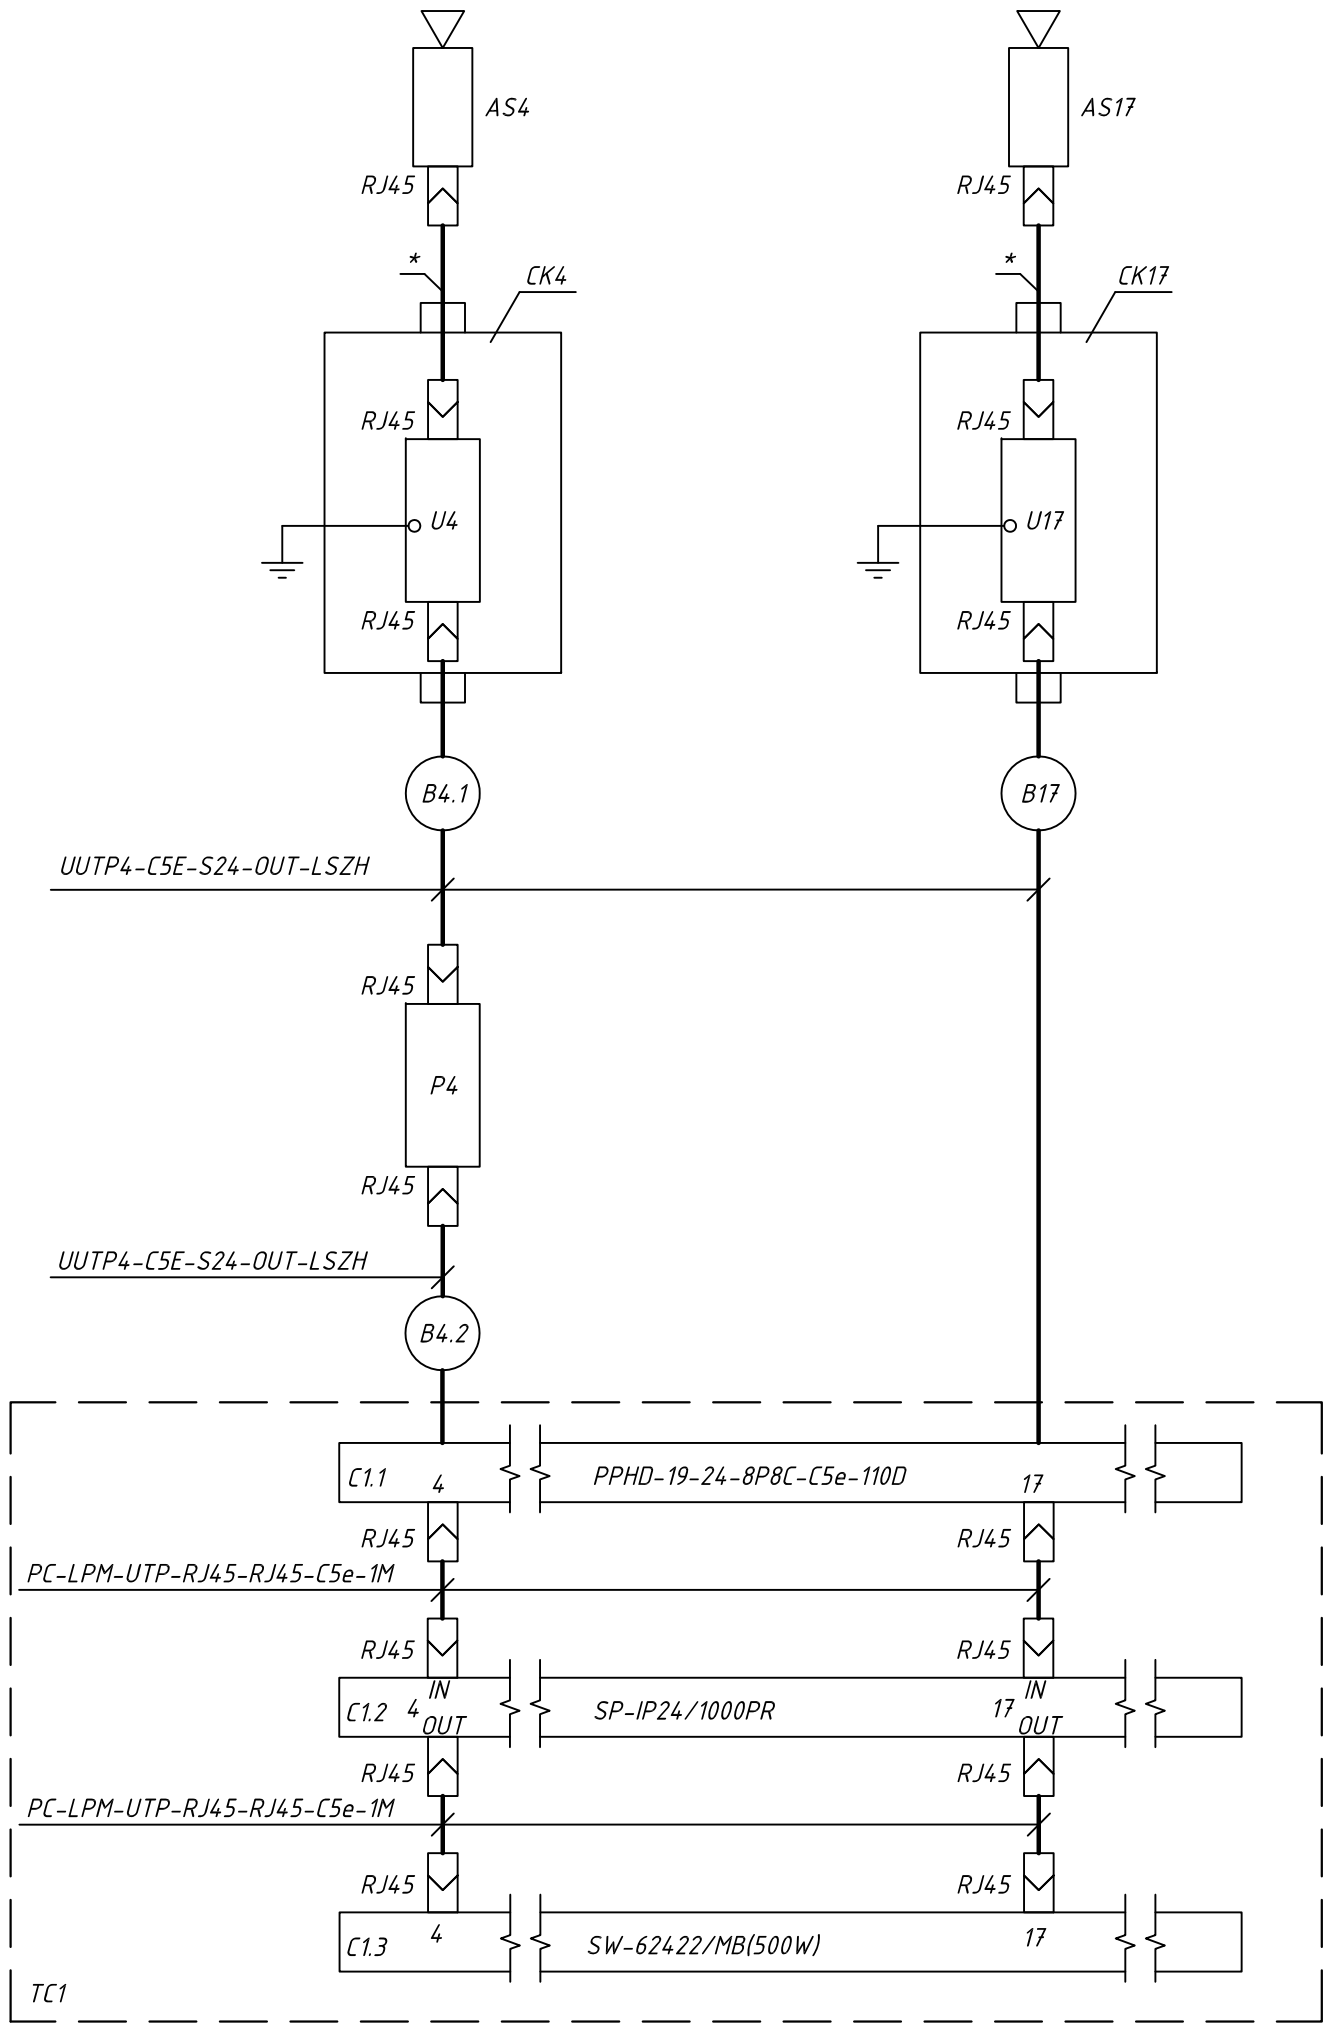 AS4
AS17
RJ45
RJ45
*
*
CK4
CK17
RJ45
RJ45
U4
U17
RJ45
RJ45
B4.1
B17
UUTP4-C5E-S24-OUT-LSZH
RJ45
P4
RJ45
UUTP4-C5E-S24-OUT-LSZH
B4.2
C1.1
4
PPHD-19-24-8P8C-C5e-110D
17
RJ45
RJ45
PC-LPM-UTP-RJ45-RJ45-C5e-1M
RJ45
RJ45
IN
IN
C1.2
4
SP-IP24/1000PR
17
OUT
OUT
RJ45
RJ45
PC-LPM-UTP-RJ45-RJ45-C5e-1M
RJ45
RJ45
C1.3
4
SW-62422/MB(500W)
17
TC1